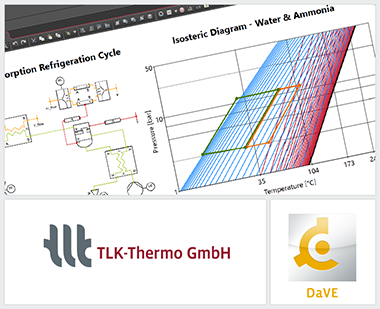 orption Refrigeration Cycle
Isosteric Diagram - Water & Ammonia
Pressure [bar]
50
10
1
35
104
173
24
Temperature [°C]
TLK-Thermo GmbH
DaVE